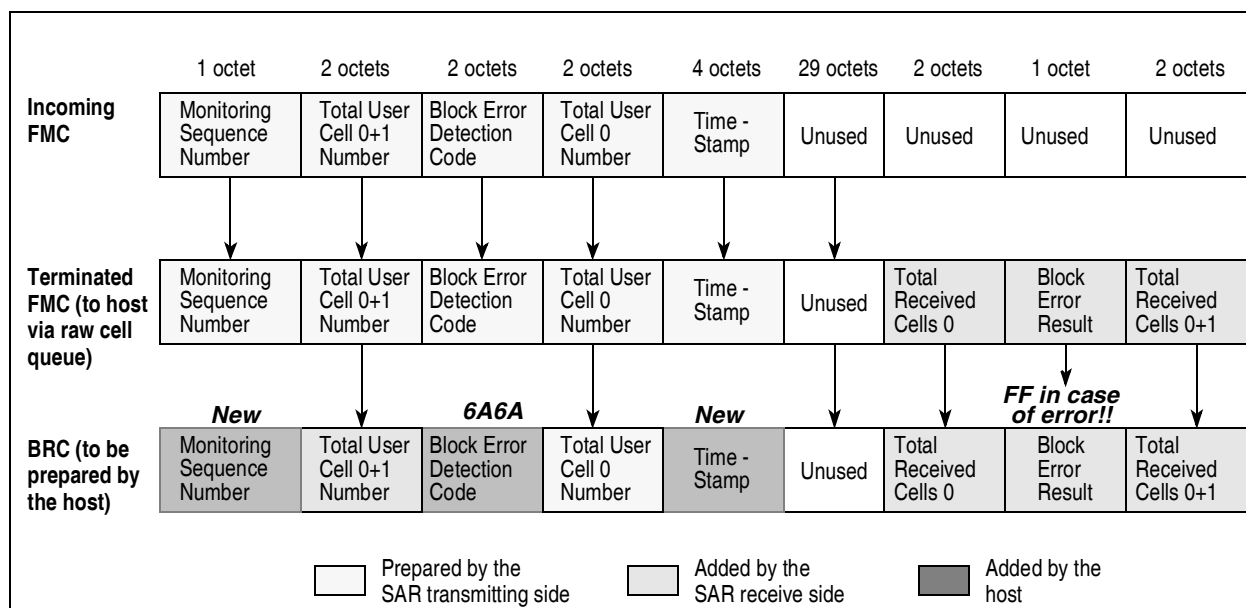 1 octet 2 octets 2 octets 2 octets 4 octets 29 octets 2 octets 1 octet 2 octets
Incoming
FMC
Monitoring
Sequence
Number
Total User
Cell 0+1
Number
Block Error
Detection
Code
Total User
Cell 0
Number
Time -
Stamp
Unused
Unused
Unused
Unused
Terminated
FMC (to host
via raw cell
queue)
Monitoring
Sequence
Number
Total User
Cell 0+1
Number
Block Error
Detection
Code
Total User
Cell 0
Number
Time -
Stamp
Unused
Total
Received
Cells 0
Block
Error
Result
Total
Received
Cells 0+1
New
6A6A
New
FF in case
of error!!
BRC (to be
prepared by
the host)
Monitoring
Sequence
Number
Total User
Cell 0+1
Number
Block Error
Detection
Code
Total User
Cell 0
Number
Time -
Stamp
Unused
Total
Received
Cells 0
Block
Error
Result
Total
Received
Cells 0+1
Prepared by the
SAR transmitting side
Added by the
SAR receive side
Added by the
host